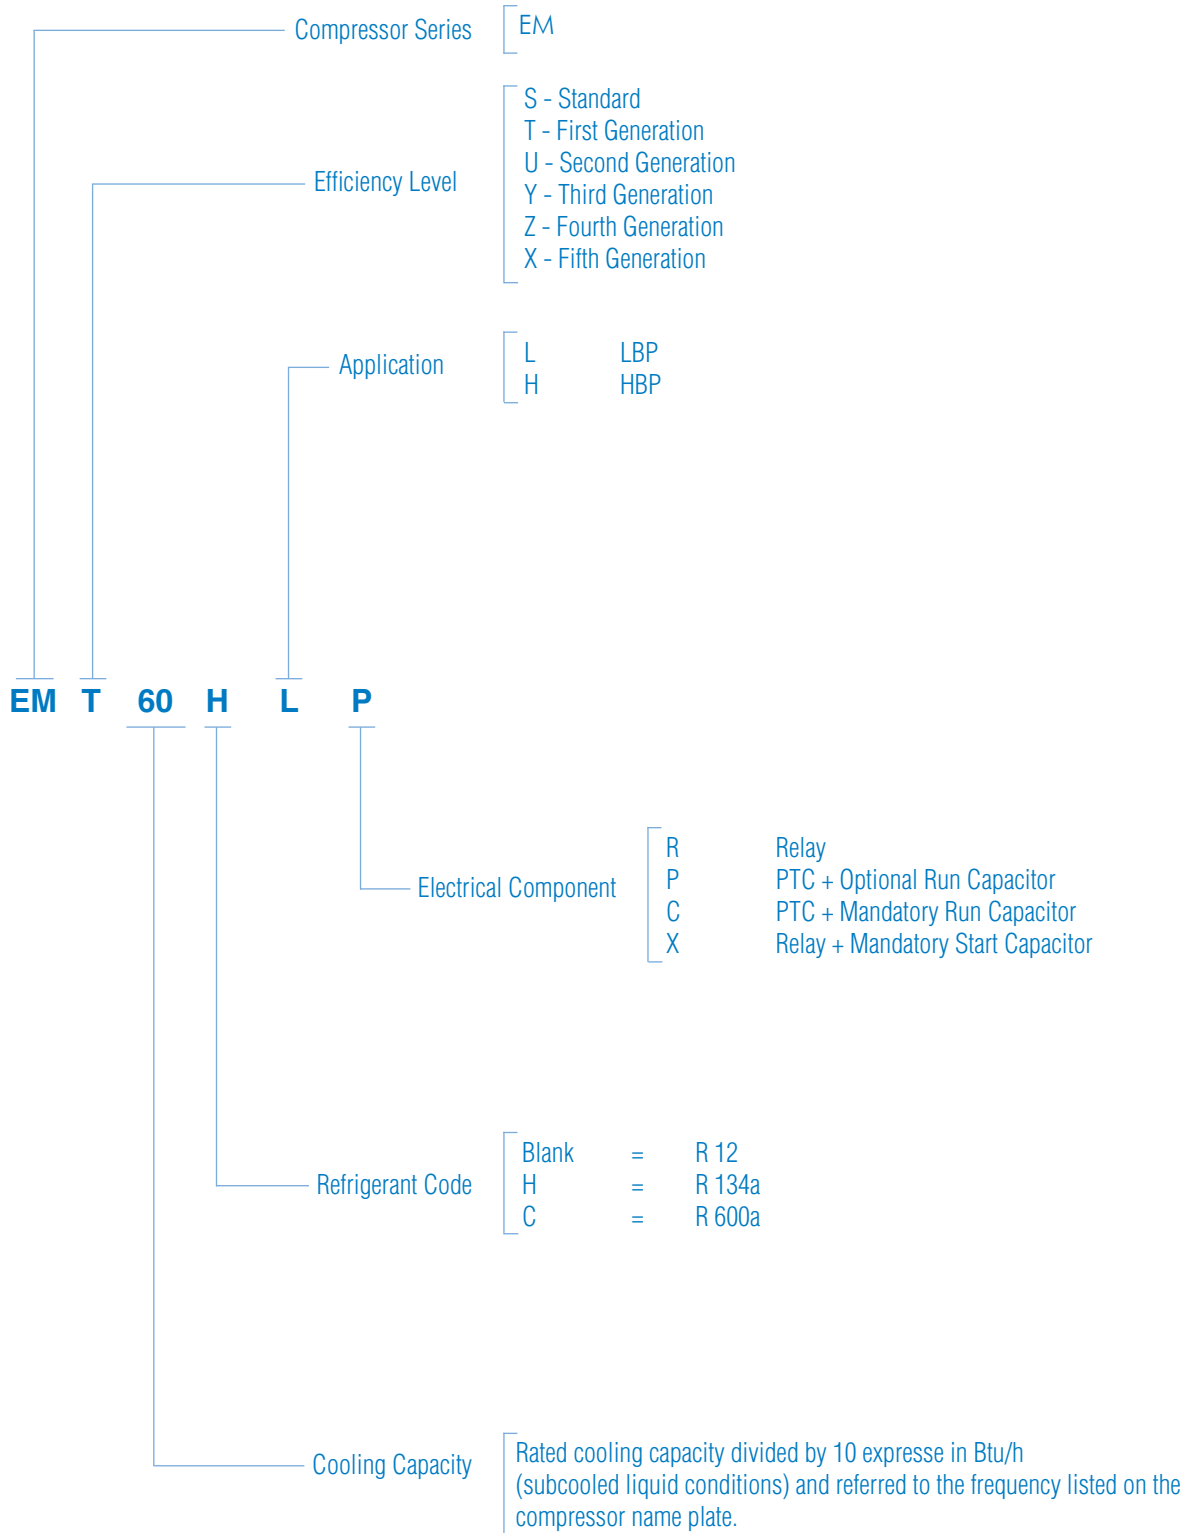 Compressor Series EM
S - Standard
T - First Generation
U - Second Generation
Efficiency Level
Y - Third Generation
Z - Fourth Generation
X - Fifth Generation
Application
L LBP
H HBP
EM T 60 H L P
Electrical Component
R Relay
P PTC + Optional Run Capacitor
C PTC + Mandatory Run Capacitor
X Relay + Mandatory Start Capacitor
Refrigerant Code
Blank = R 12
H = R 134a
C = R 600a
Cooling Capacity
Rated cooling capacity divided by 10 expresse in Btu/h
(subcooled liquid conditions) and referred to the frequency listed on the
compressor name plate.